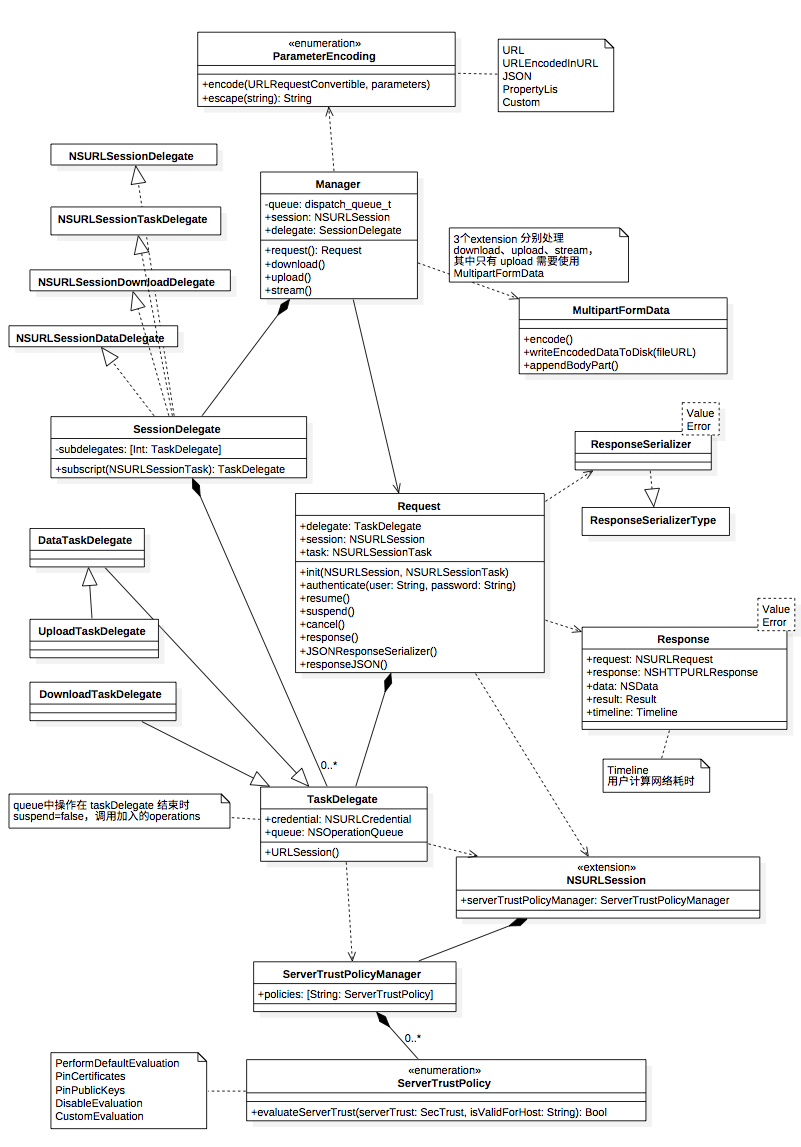 «enumeration»
ParameterEncoding
+encode(URLRequestConvertible, parameters)
+escape(string): String
URL
URLEncodedInURL
JSON
PropertyLis
Custom
NSURLSessionDelegate
NSURLSessionTaskDelegate
NSURLSessionDownloadDelegate
NSURLSessionDataDelegate
Manager
-queue: dispatch_queue_t
+session: NSURLSession
+delegate: SessionDelegate
+request(): Request
+download()
+upload()
+stream()
3个extension 分别处理
download、upload、stream，
其中只有 upload 需要使用
MultipartFormData
MultipartFormData
+encode()
+writeEncodedDataToDisk(fileURL)
+appendBodyPart()
SessionDelegate
-subdelegates: [Int: TaskDelegate]
+subscript(NSURLSessionTask): TaskDelegate
Value
Error
ResponseSerializer
ResponseSerializerType
Request
+delegate: TaskDelegate
+session: NSURLSession
+task: NSURLSessionTask
+init(NSURLSession, NSURLSessionTask)
+authenticate(user: String, password: String)
+resume()
+suspend()
+cancel()
+response()
+JSONResponseSerializer()
+responseJSON()
DataTaskDelegate
UploadTaskDelegate
DownloadTaskDelegate
Value
Error
Response
+request: NSURLRequest
+response: NSHTTPURLResponse
+data: NSData
+result: Result
+timeline: Timeline
Timeline
用户计算网络耗时
0..*
queue中操作在 taskDelegate 结束时
suspend=false，调用加入的operations
TaskDelegate
+credential: NSURLCredential
+queue: NSOperationQueue
+URLSession()
«extension»
NSURLSession
+serverTrustPolicyManager: ServerTrustPolicyManager
ServerTrustPolicyManager
+policies: [String: ServerTrustPolicy]
0..*
PerformDefaultEvaluation
PinCertificates
PinPublicKeys
DisableEvaluation
CustomEvaluation
«enumeration»
ServerTrustPolicy
+evaluateServerTrust(serverTrust: SecTrust, isValidForHost: String): Bool